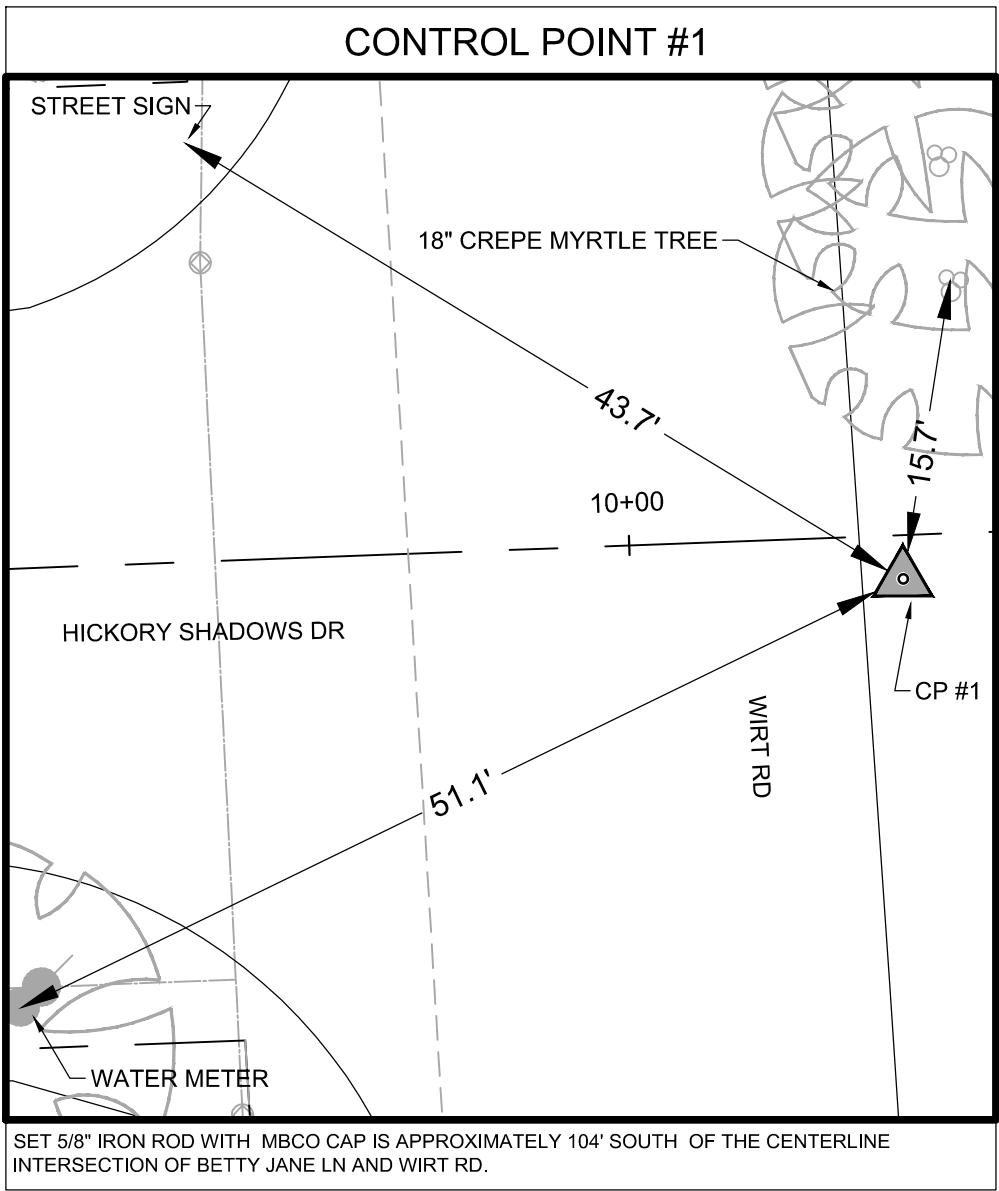 CONTROL POINT #1
STREET SIGN
18" CREPE MYRTLE TREE
43.7'
15.7'
10+00
HICKORY SHADOWS DR
CP #1
WIRT RD
51.1'
WATER METER
SET 5/8" IRON ROD WITH MBCO CAP IS APPROXIMATELY 104' SOUTH OF THE CENTERLINE
INTERSECTION OF BETTY JANE LN AND WIRT RD.